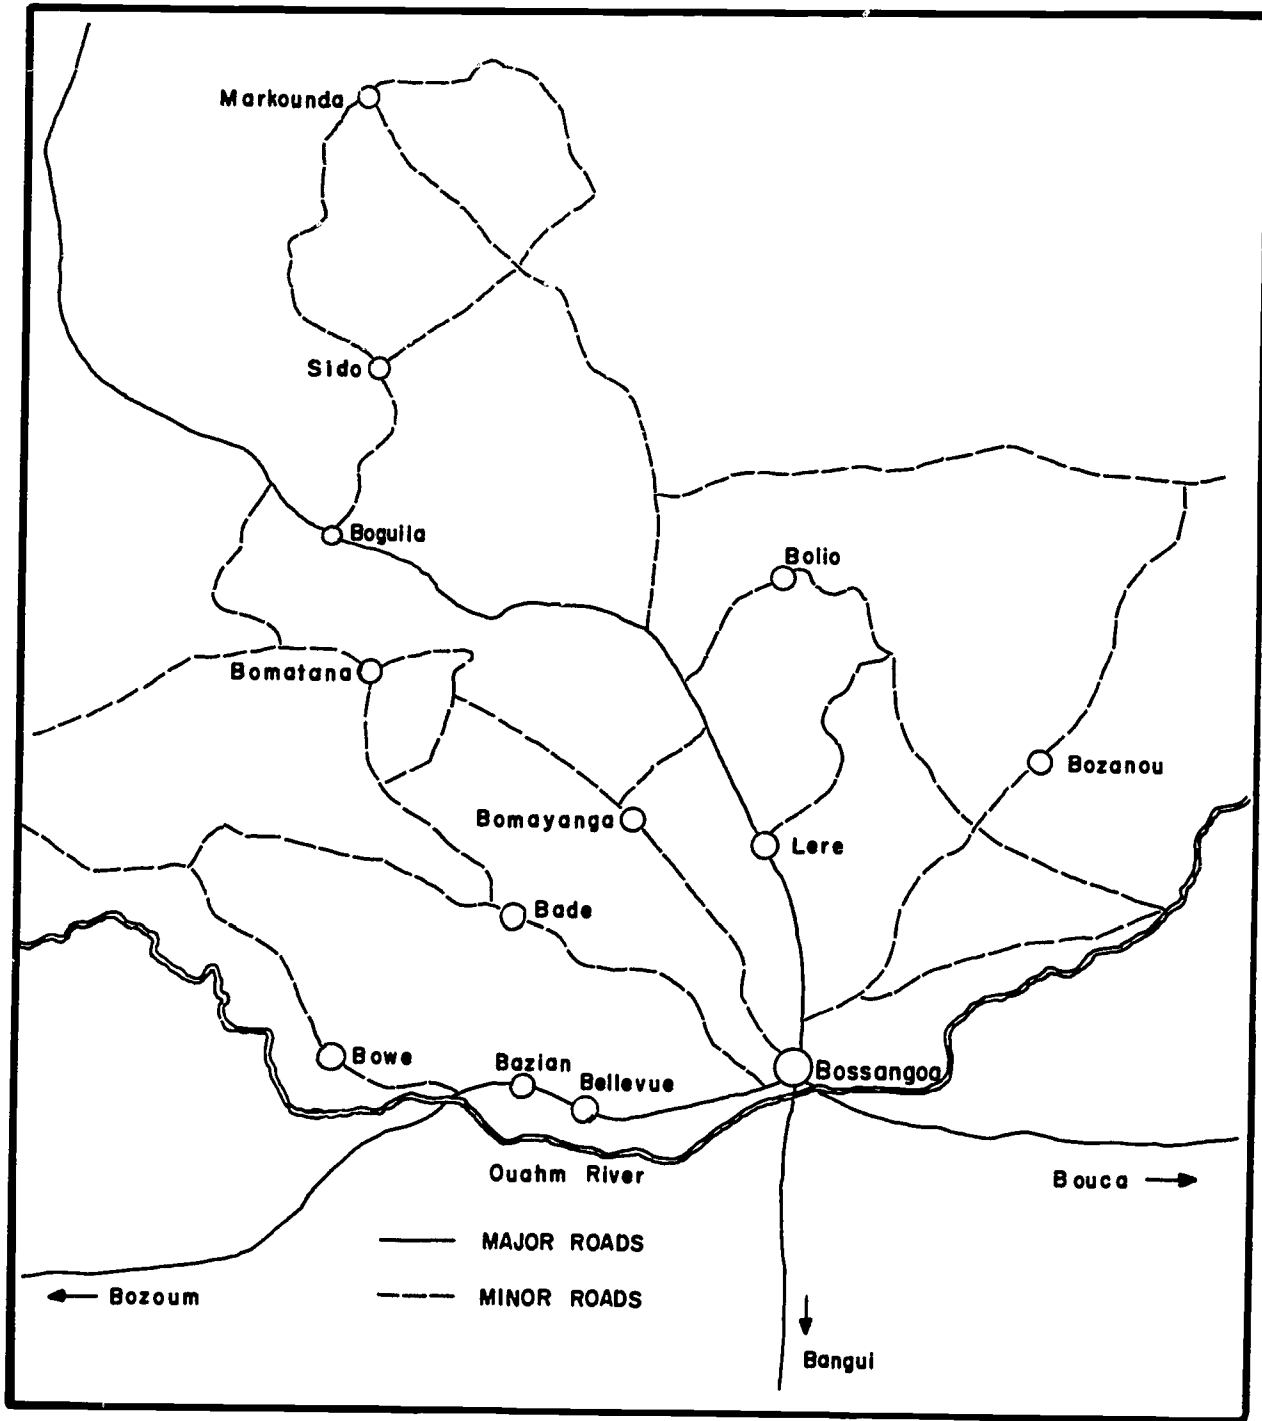 Markounda
Sido
Boguila
Bolio
Bomatana
Bozanou
Bomayanga
Lere
Bade
Bowe
Bazian
Bellevue
Bossangoa
Ouahm River
Bouca
MAJOR ROADS
Bozoum
MINOR ROADS
Bangui